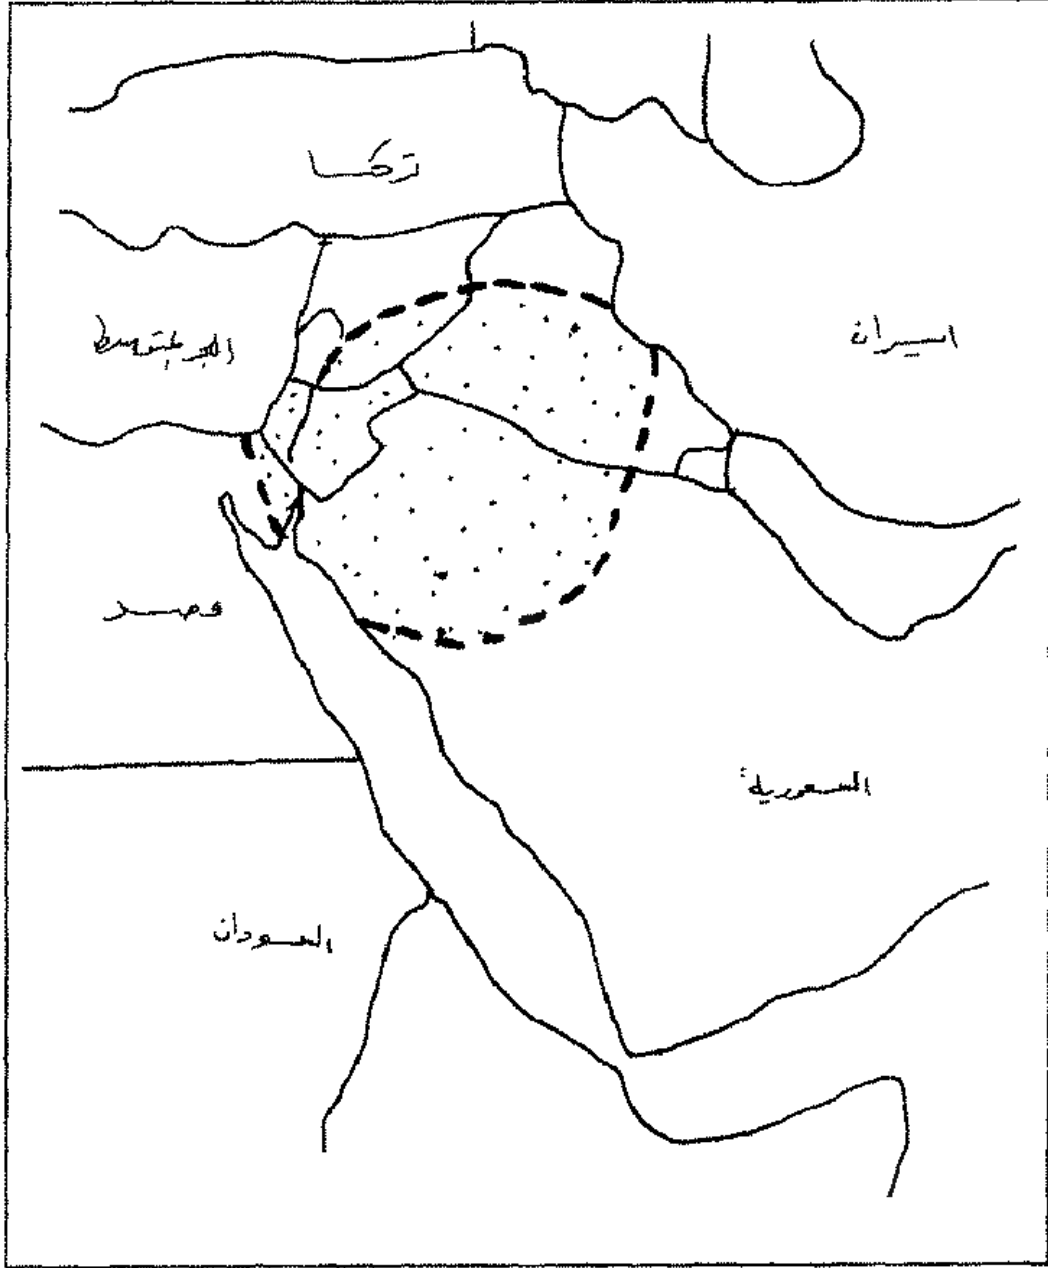 تركيا
البحر المتوسط
ايران
مصر
السعودية
السودان